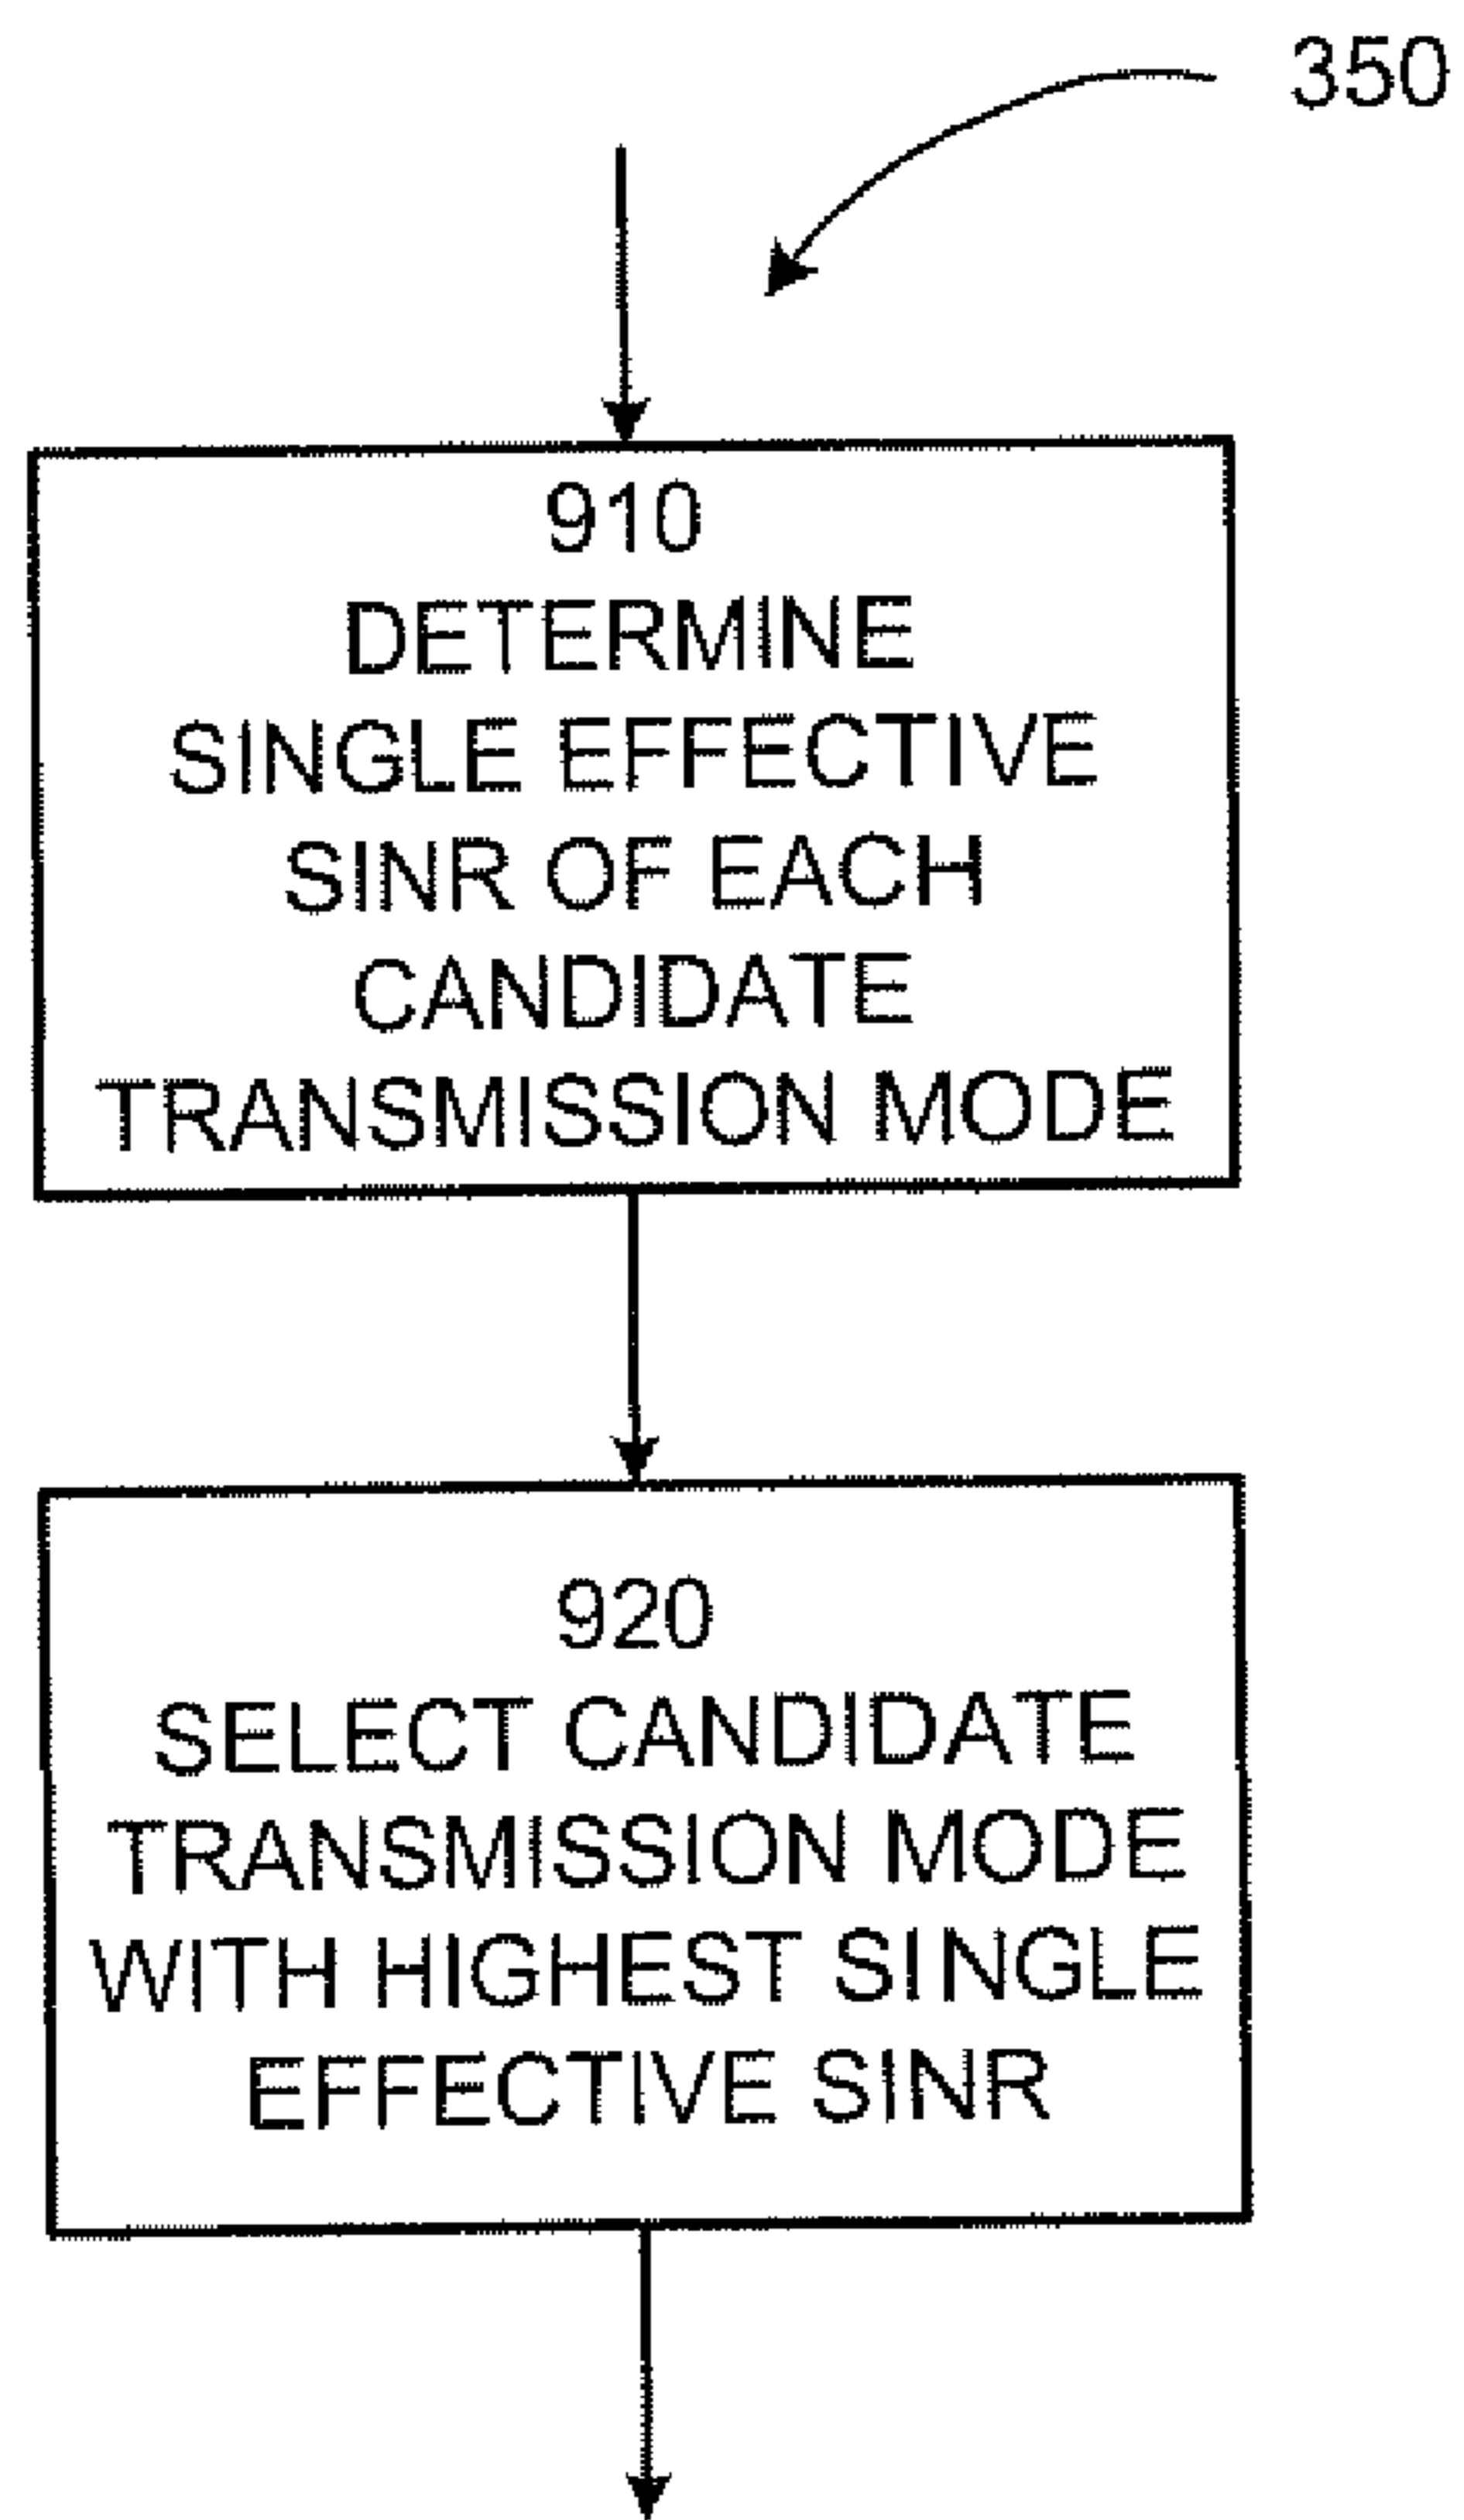 350
910
DETERMINE
SINGLE EFFECTIVE
SINR OF EACH
CANDIDATE
TRANSMISSION MODE
920
SELECT CANDIDATE
TRANSMISSION MODE
WITH HIGHEST SINGLE
EFFECTIVE SINR